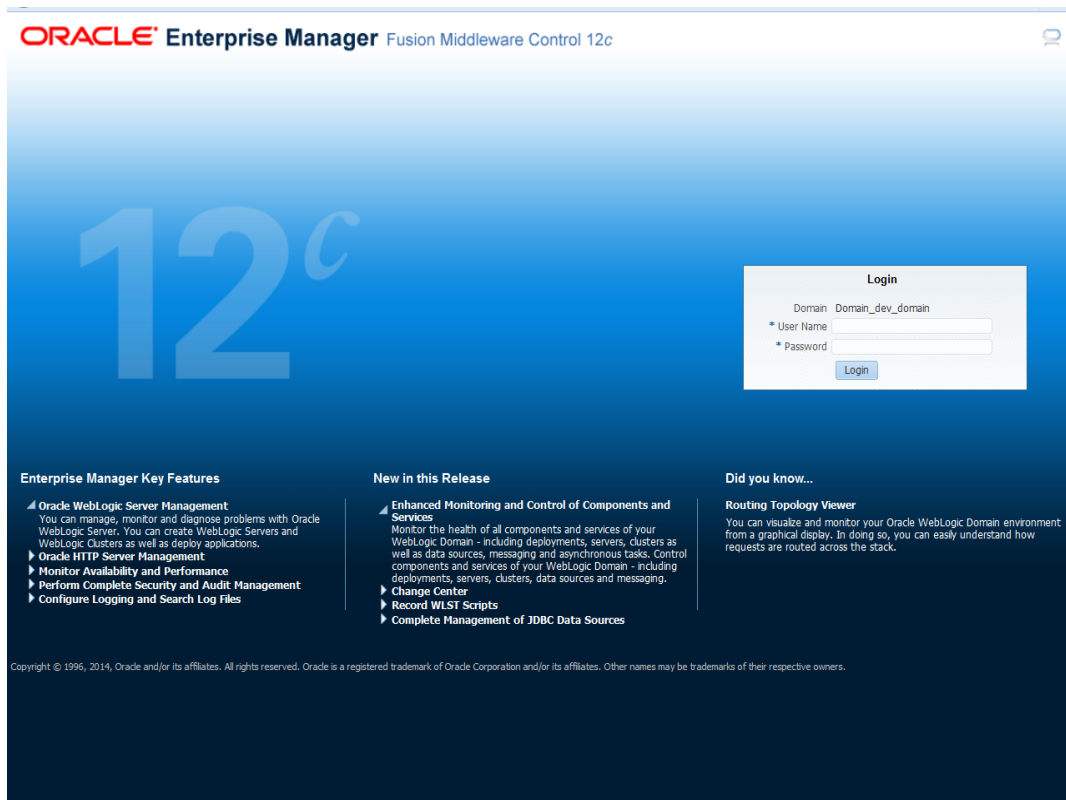 ORACLE Enterprise Manager Fusion Middleware Control 12c
12c
Login
Domain Domain_dev_domain
* User Name
* Password
Login
Enterprise Manager Key Features
Oracle WebLogic Server Management
You can manage, monitor and diagnose problems with Oracle
WebLogic Server. You can create WebLogic Servers and
WebLogic Clusters as well as deploy applications.
Oracle HTTP Server Management
Monitor Availability and Performance
Perform Complete Security and Audit Management
Configure Logging and Search Log Files
New in this Release
Enhanced Monitoring and Control of Components and
Services
Monitor the health of all components and services of your
WebLogic Domain - including deployments, servers, clusters as
well as data sources, messaging and asynchronous tasks. Control
components and services of your WebLogic Domain - including
deployments, servers, clusters, data sources and messaging.
Change Center
Record WLST Scripts
Complete Management of JDBC Data Sources
Did you know...
Routing Topology Viewer
You can visualize and monitor your Oracle WebLogic Domain environment
from a graphical display. In doing so, you can easily understand how
requests are routed across the stack.
Copyright © 1996, 2014, Oracle and/or its affiliates. All rights reserved. Oracle is a registered trademark of Oracle Corporation and/or its affiliates. Other names may be trademarks of their respective owners.